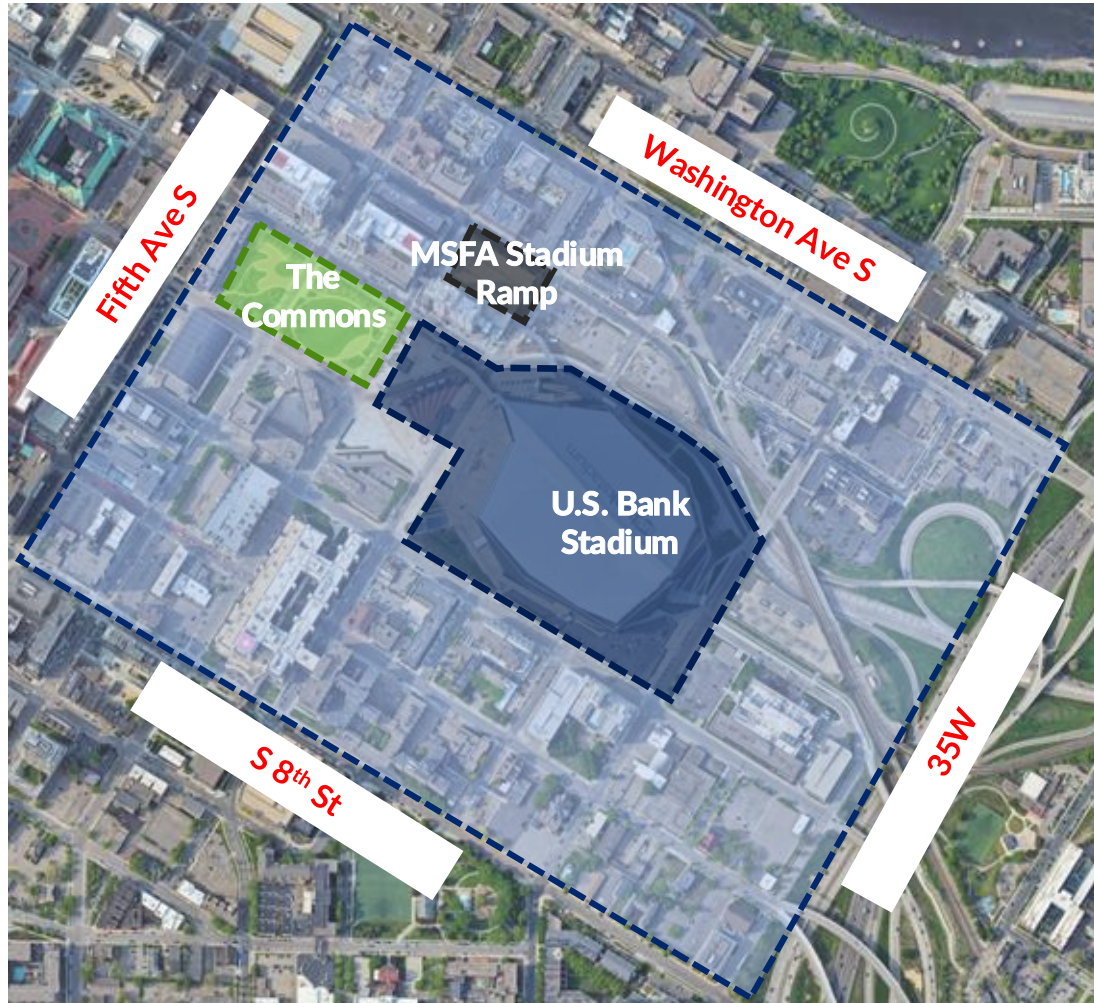 Washington Ave S
Fifth Ave S
MSFA Stadium
Ramp
The
Commons
U.S. Bank
Stadium
35W
S 8th St